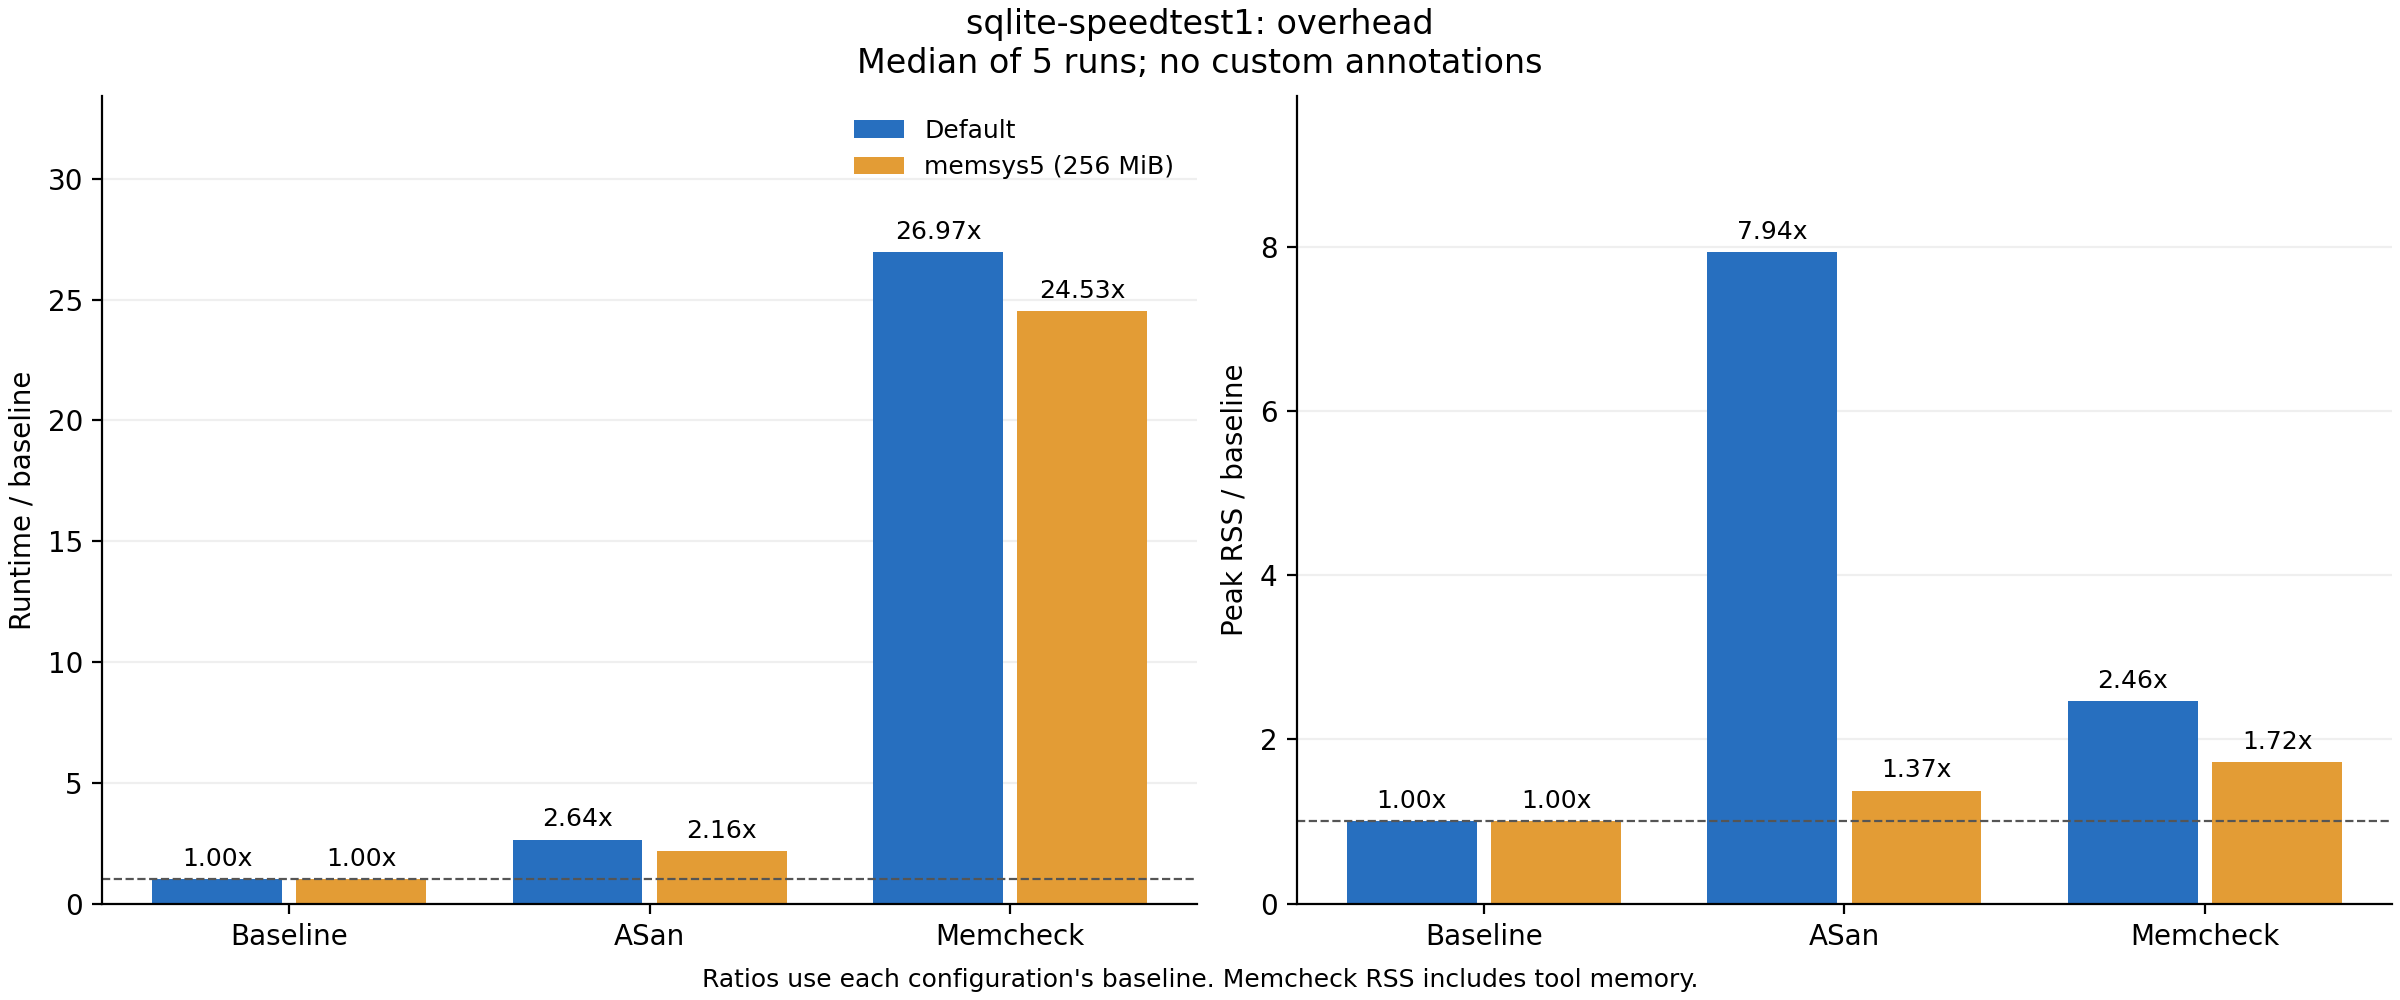 sqlite-speedtest1: overhead
Median of 5 runs; no custom annotations
Default
memsys5 (256 MiB)
Runtime / baseline
30
25
20
15
10
5
0
1.00x
1.00x
2.64x
2.16x
26.97x
24.53x
Baseline
ASan
Memcheck
Peak RSS / baseline
8
6
4
2
0
1.00x
1.00x
7.94x
1.37x
2.46x
1.72x
Baseline
ASan
Memcheck
Ratios use each configuration's baseline. Memcheck RSS includes tool memory.